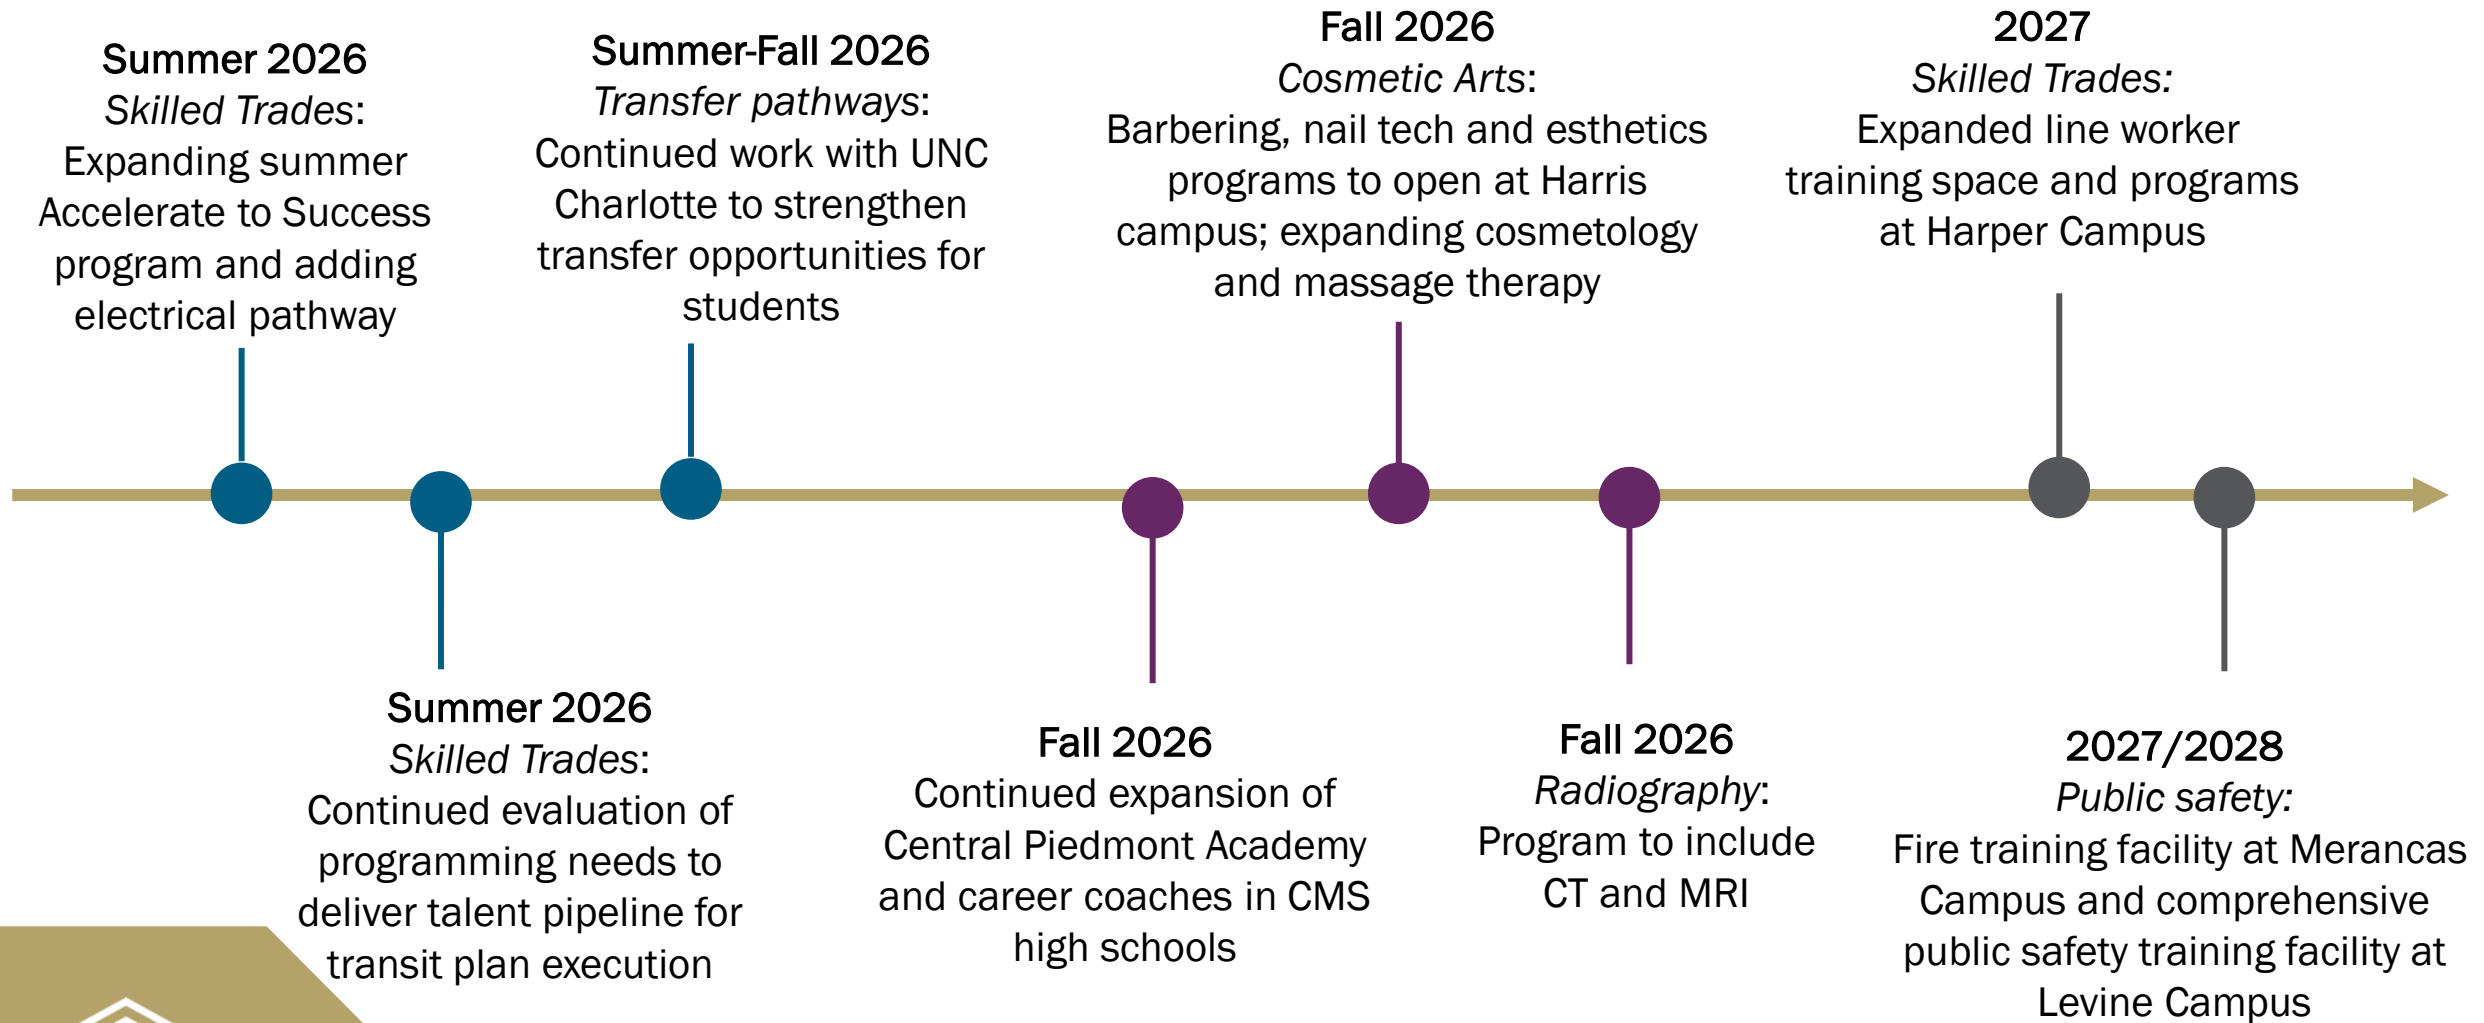 Summer 2026
Skilled Trades:
Expanding summer
Accelerate to Success
program and adding
electrical pathway
Summer 2026
Skilled Trades:
Continued evaluation of
programming needs to
deliver talent pipeline for
transit plan execution
Summer-Fall 2026
Transfer pathways:
Continued work with UNC
Charlotte to strengthen
transfer opportunities for
students
Fall 2026
Continued expansion of
Central Piedmont Academy
and career coaches in CMS
high schools
Fall 2026
Cosmetic Arts:
Barbering, nail tech and esthetics
programs to open at Harris
campus; expanding cosmetology
and massage therapy
Fall 2026
Radiography:
Program to include
CT and MRI
2027
Skilled Trades:
Expanded line worker
training space and programs
at Harper Campus
2027/2028
Public safety:
Fire training facility at Merancas
Campus and comprehensive
public safety training facility at
Levine Campus